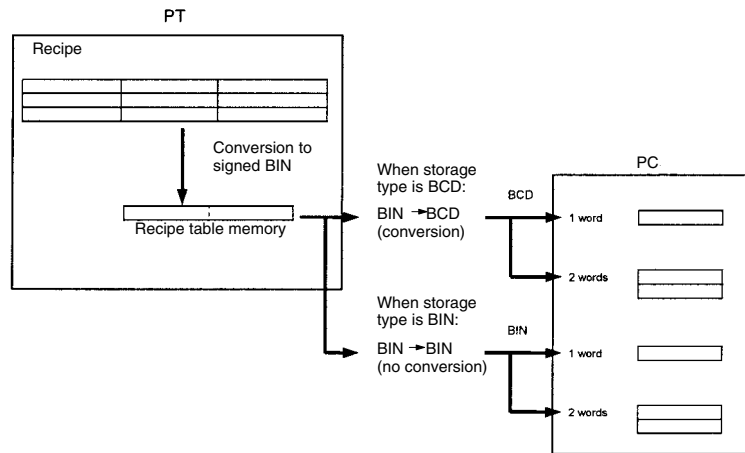 PT
Recipe
Conversion to
signed BIN
Recipe table memory
When storage
type is BCD:
BIN → BCD
(conversion)
BCD
PC
1 word
2 words
When storage
type is BIN:
BIN → BIN
(no conversion)
BIN
1 word
2 words